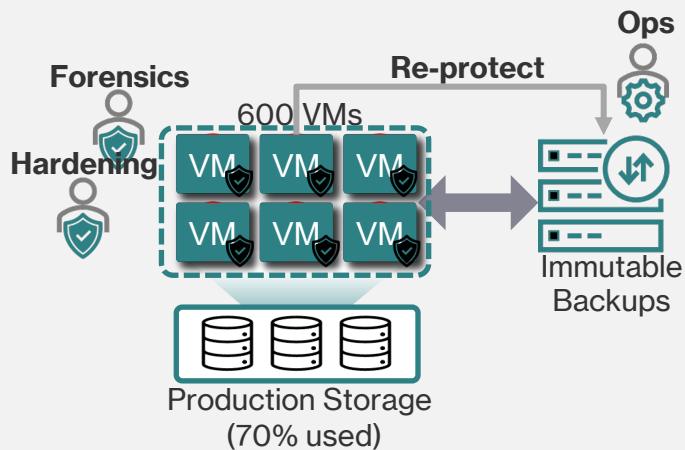 Ops
Re-protect
Forensics
600 VMs
Hardening
VM VM VM
VM VM VM
Immutable
Backups
Production Storage
(70% used)